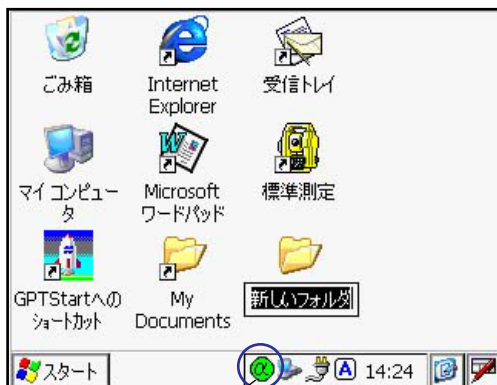 ごみ箱
Internet
Explorer
受信トレイ
マイ コンピュー
タ
Microsoft
ワードパッド
標準測定
GPTStartへの
ショートカット
My
Documents
新しいフォルダ
スタート
α
A
14:24